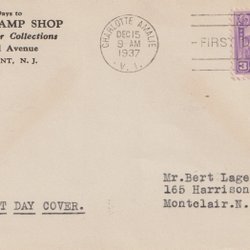 Days to
AMP SHOP
r Collections
Avenue
NT, N. J.
CHARLOTTE AMALIE
DEC 15
9 AM
1937
V. I.
FIRST
3
Mr. Bert Lage
165 Harrison
Montclair. N.
T DAY COVER.